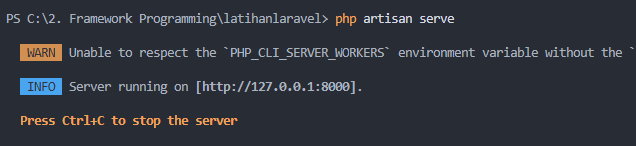 PS C:\2. Framework Programming\latihanlaravel> php artisan serve
WARN Unable to respect the `PHP_CLI_SERVER_WORKERS` environment variable without the `
INFO Server running on [http://127.0.0.1:8000].
Press Ctrl+C to stop the server